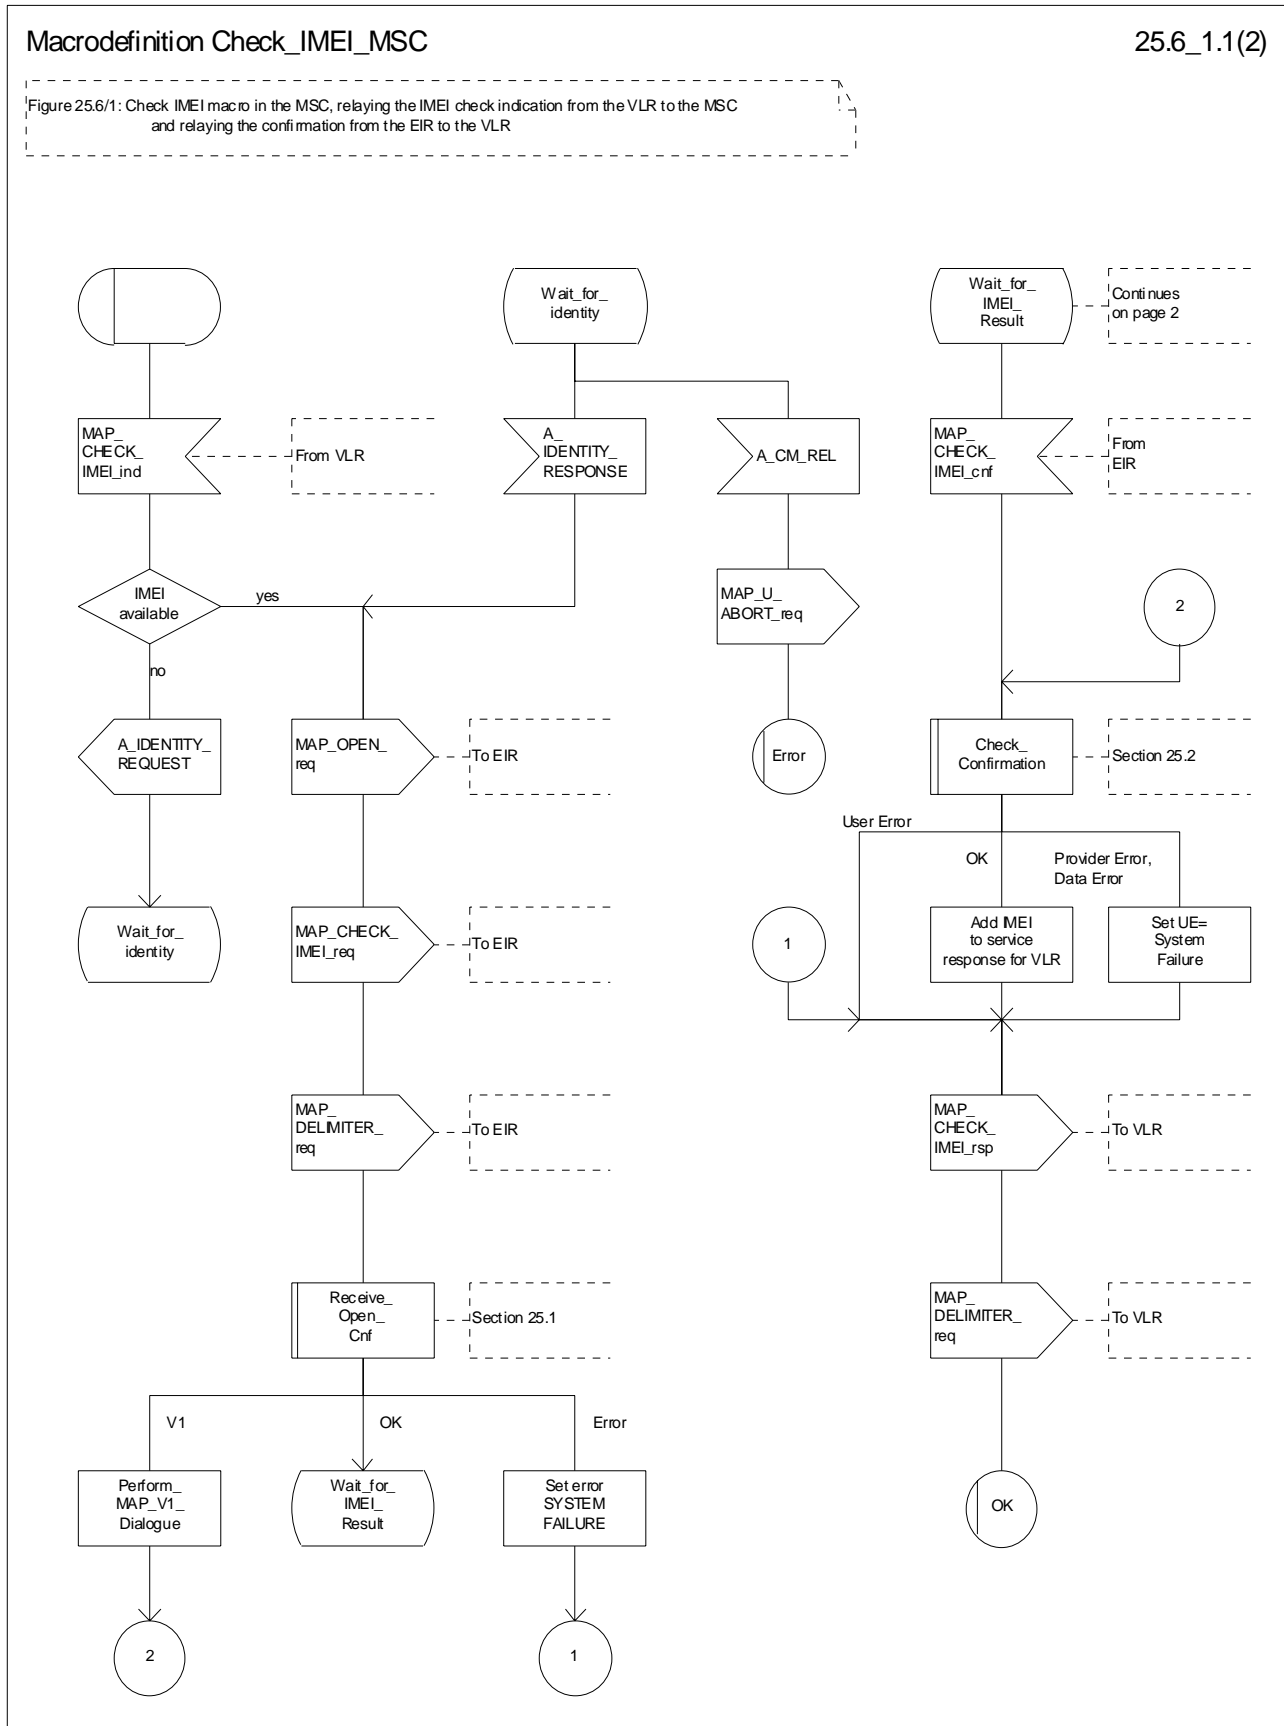 Macrodefinition Check_IMEI_MSC
25.6_1.1(2)
Figure 25.6/1: Check IMEI macro in the MSC, relaying the IMEI check indication from the VLR to the MSC
and relaying the confirmation from the EIR to the VLR
Wait_for_
identity
Wait_for_
IMEI_
Result
Continues
on page 2
MAP_
CHECK_
IMEI_ind
From VLR
A_
IDENTITY_
RESPONSE
A_CM_REL
MAP_
CHECK_
IMEI_cnf
From
EIR
IMEI
available
yes
no
MAP_U_
ABORT_req
2
A_IDENTITY_
REQUEST
MAP_OPEN_
req
To EIR
Error
Check_
Confirmation
Section 25.2
User Error
OK
Provider Error,
Data Error
Wait_for_
identity
MAP_CHECK_
IMEI_req
To EIR
1
Add IMEI
to service
response for VLR
Set UE=
System
Failure
MAP_
DELIMITER_
req
To EIR
MAP_
CHECK_
IMEI_rsp
To VLR
Receive_
Open_
Cnf
Section 25.1
MAP_
DELIMITER_
req
To VLR
V1
OK
Error
Perform_
MAP_V1_
Dialogue
Wait_for_
IMEI_
Result
Set error
SYSTEM
FAILURE
OK
2
1